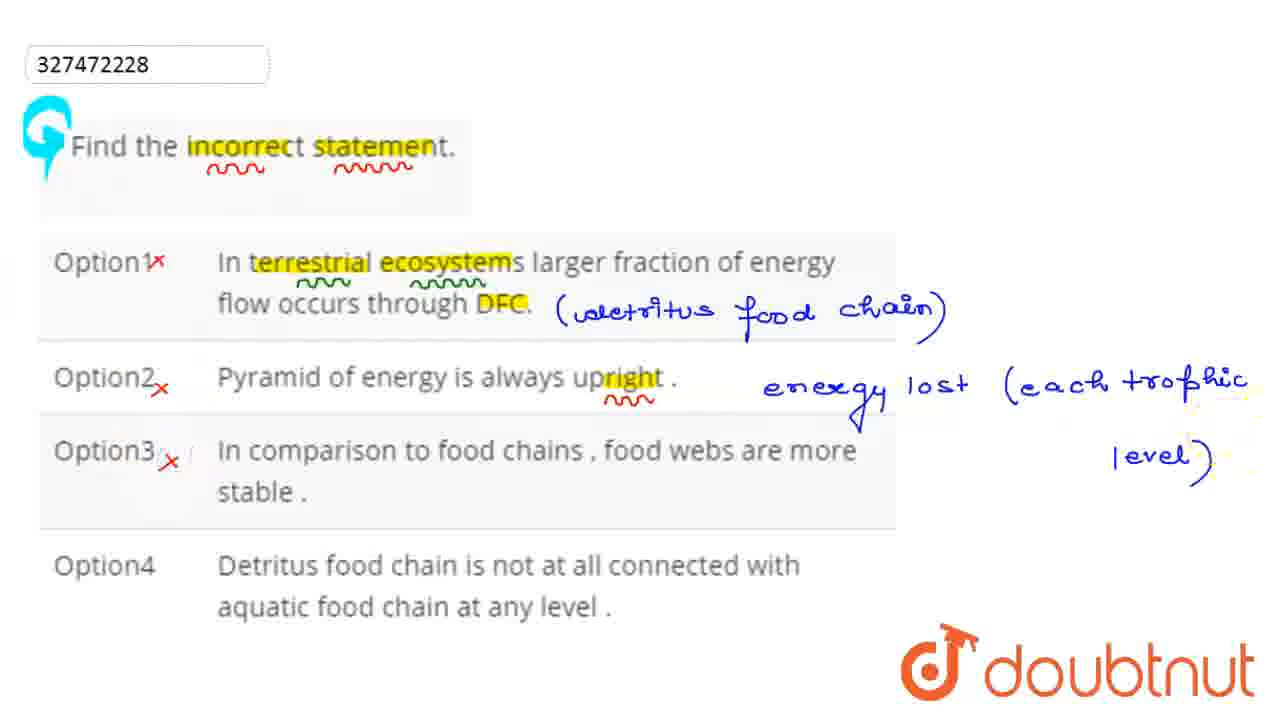 327472228
Find the incorrect statement.
Option1 × In terrestrial ecosystems larger fraction of energy
flow occurs through DFC. (detritus food chain)
Option2 × Pyramid of energy is always upright . energy lost (each trophic
level)
Option3 × In comparison to food chains , food webs are more
stable .
Option4 Detritus food chain is not at all connected with
aquatic food chain at any level .
doubtnut